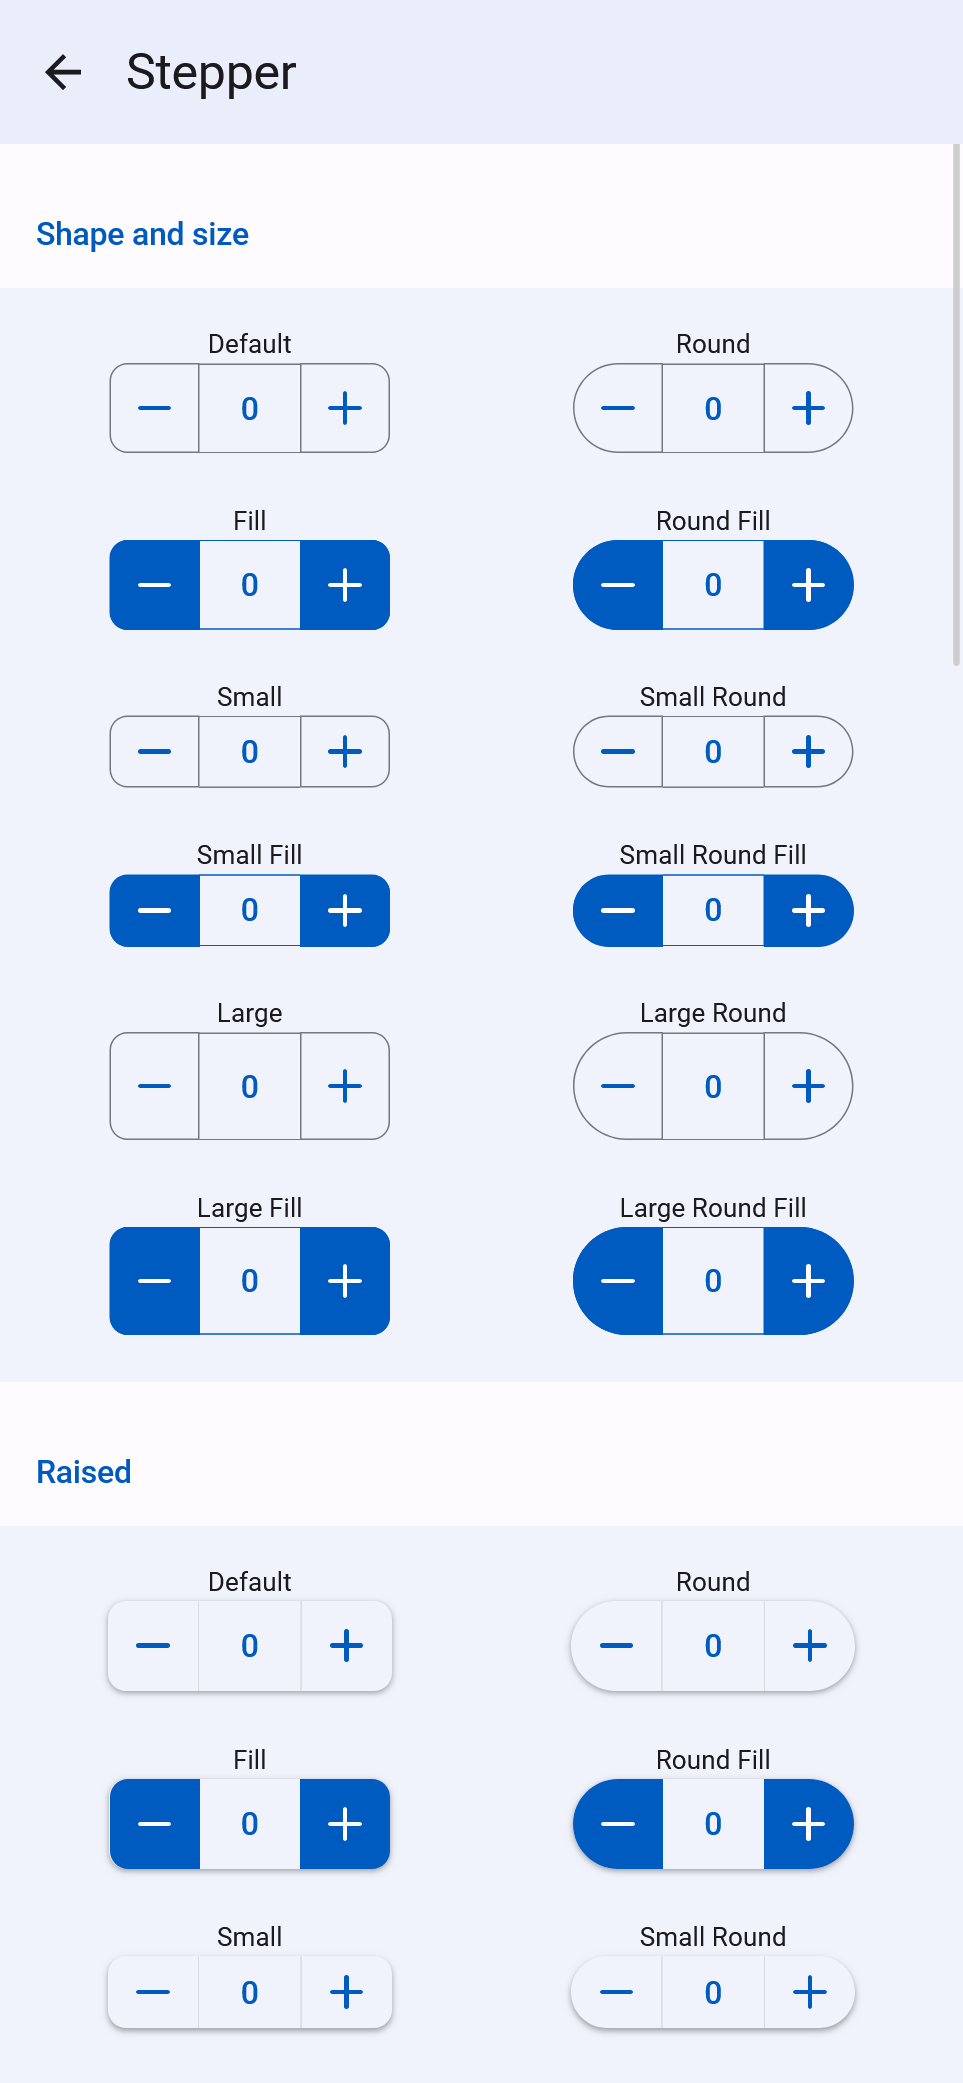 Stepper
Shape and size
Default Round
0 0
Fill Round Fill
0 0
Small Small Round
0 0
Small Fill Small Round Fill
0 0
Large Large Round
0 0
Large Fill Large Round Fill
0 0
Raised
Default Round
0 0
Fill Round Fill
0 0
Small Small Round
0 0